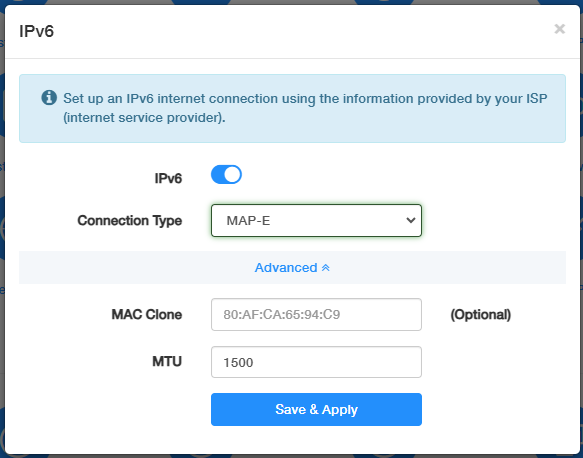 IPv6
×
Set up an IPv6 internet connection using the information provided by your ISP
(internet service provider).
IPv6
Connection Type MAP-E
Advanced
MAC Clone 80:AF:CA:65:94:C9 (Optional)
MTU 1500
Save & Apply